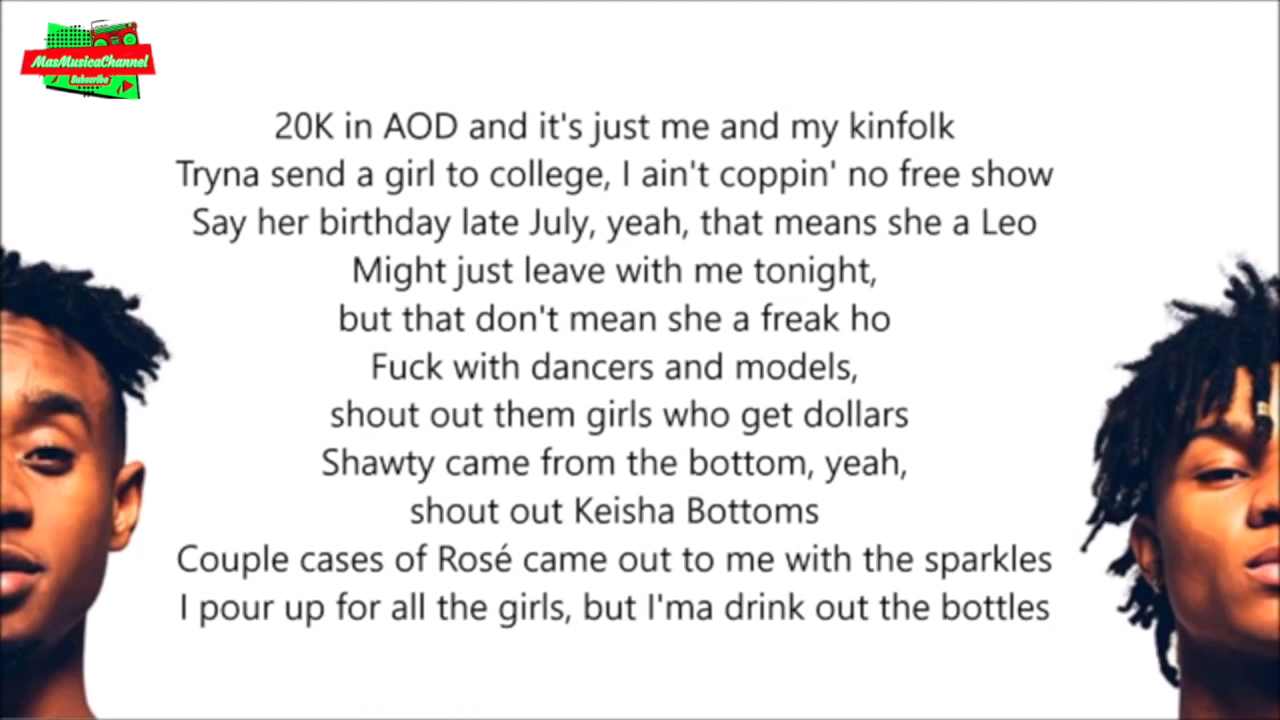 MasMusicaChannel
Subscribe
20K in AOD and it's just me and my kinfolk
Tryna send a girl to college, I ain't coppin' no free show
Say her birthday late July, yeah, that means she a Leo
Might just leave with me tonight,
but that don't mean she a freak ho
Fuck with dancers and models,
shout out them girls who get dollars
Shawty came from the bottom, yeah,
shout out Keisha Bottoms
Couple cases of Rosé came out to me with the sparkles
I pour up for all the girls, but I'ma drink out the bottles